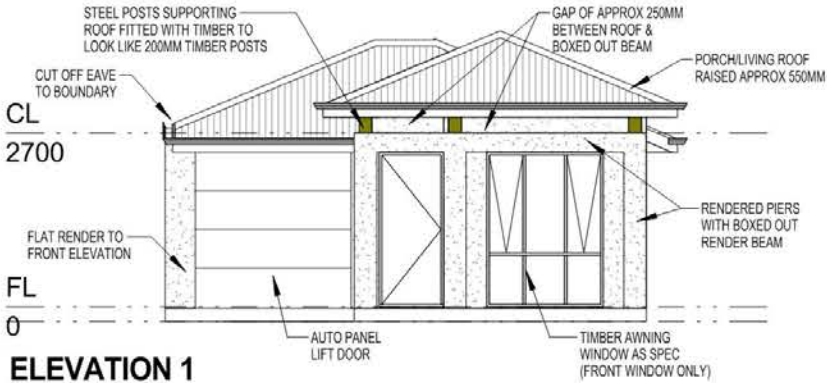 STEEL POSTS SUPPORTING
ROOF FITTED WITH TIMBER TO
LOOK LIKE 200MM TIMBER POSTS
GAP OF APPROX 250MM
BETWEEN ROOF &
BOXED OUT BEAM
PORCH/LIVING ROOF
RAISED APPROX 550MM
CUT OFF EAVE
TO BOUNDARY
CL
2700
FLAT RENDER TO
FRONT ELEVATION
RENDERED PIERS
WITH BOXED OUT
RENDER BEAM
FL
0
AUTO PANEL
LIFT DOOR
TIMBER AWNING
WINDOW AS SPEC
(FRONT WINDOW ONLY)
ELEVATION 1